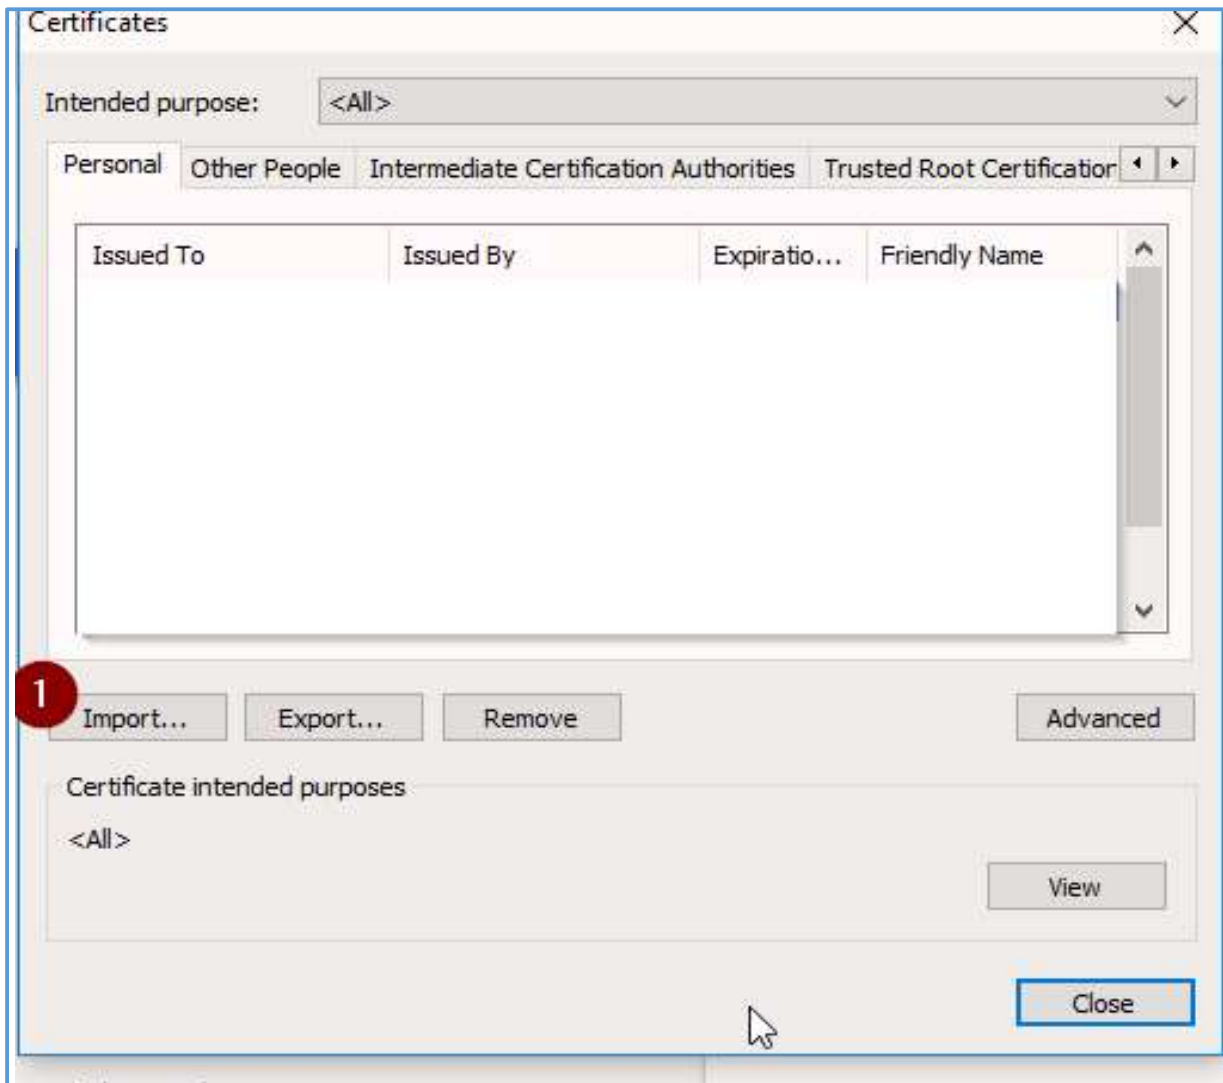 Certificates
Intended purpose: <All>
Personal Other People Intermediate Certification Authorities Trusted Root Certification
Issued To Issued By Expiratio... Friendly Name
1
Import... Export... Remove Advanced
Certificate intended purposes
<All>
View
Close